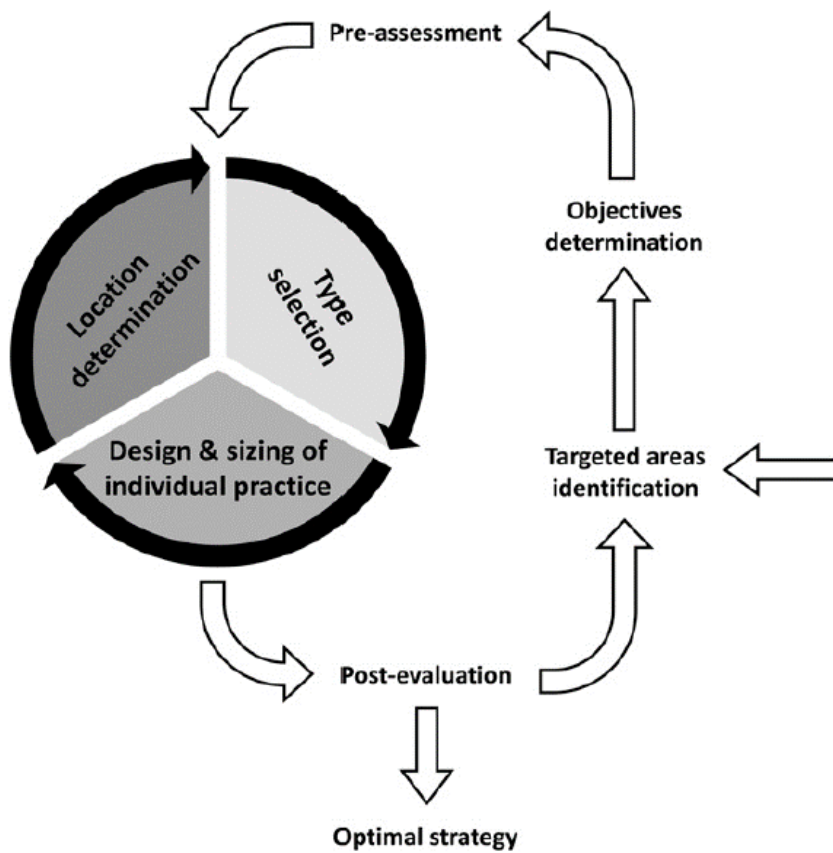 Pre-assessment
Objectives
determination
Location
determination
Type
selection
Design & sizing of
individual practice
Targeted areas
identification
Post-evaluation
Optimal strategy